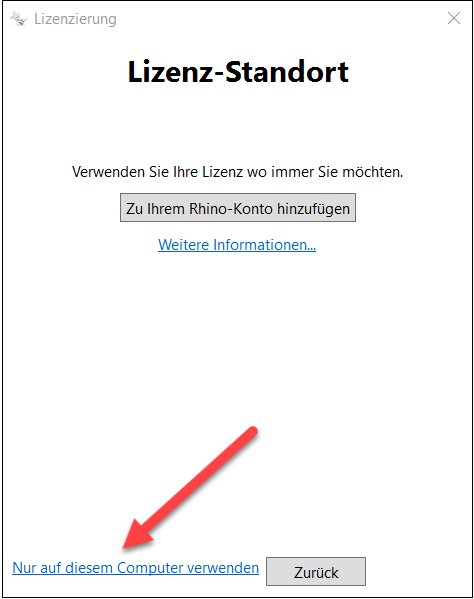 Lizenzierung
Lizenz-Standort
Verwenden Sie Ihre Lizenz wo immer Sie möchten.
Zu Ihrem Rhino-Konto hinzufügen
Weitere Informationen...
Nur auf diesem Computer verwenden
Zurück